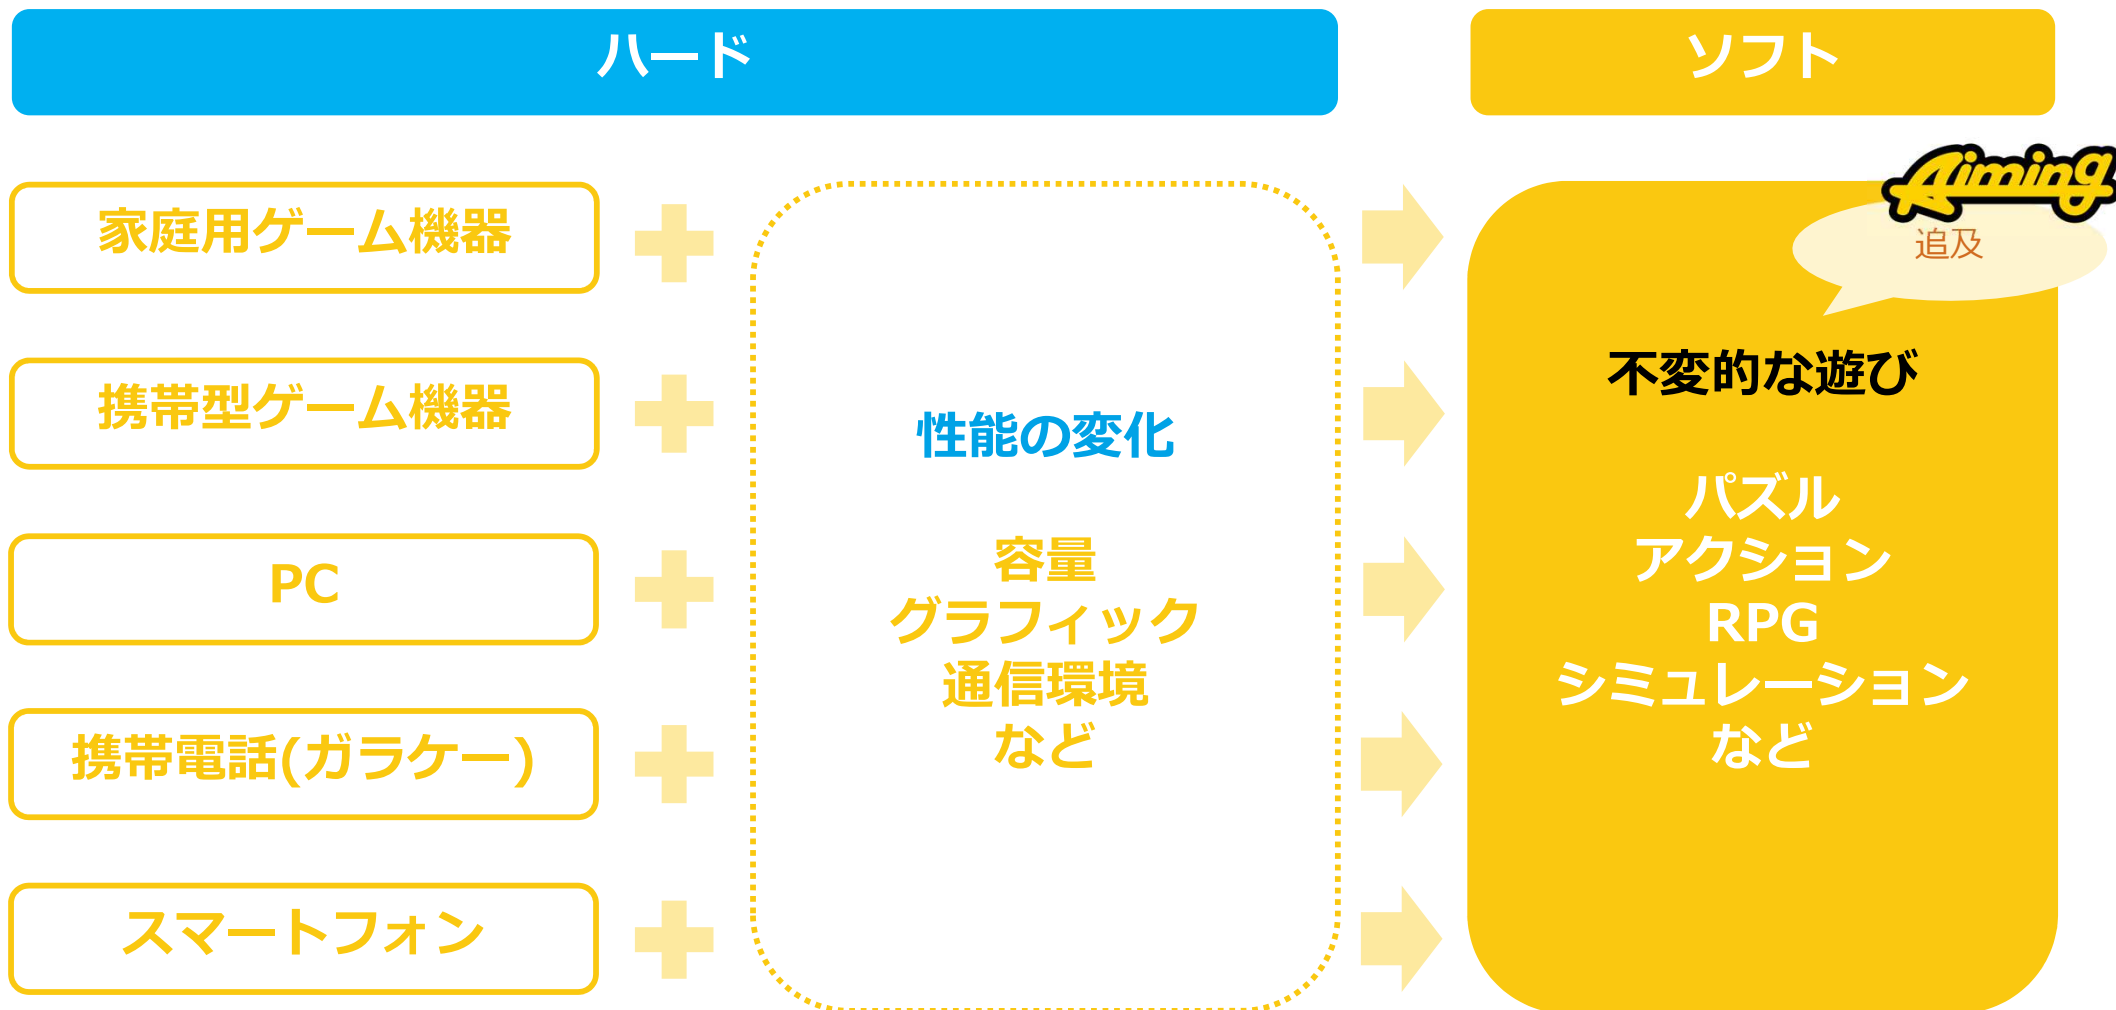 ハード
ソフト
家庭用ゲーム機器
携帯型ゲーム機器
PC
携帯電話(ガラケー)
スマートフォン
性能の変化
容量
グラフィック
通信環境
など
Aiming
追及
不変的な遊び
パズル
アクション
RPG
シミュレーション
など